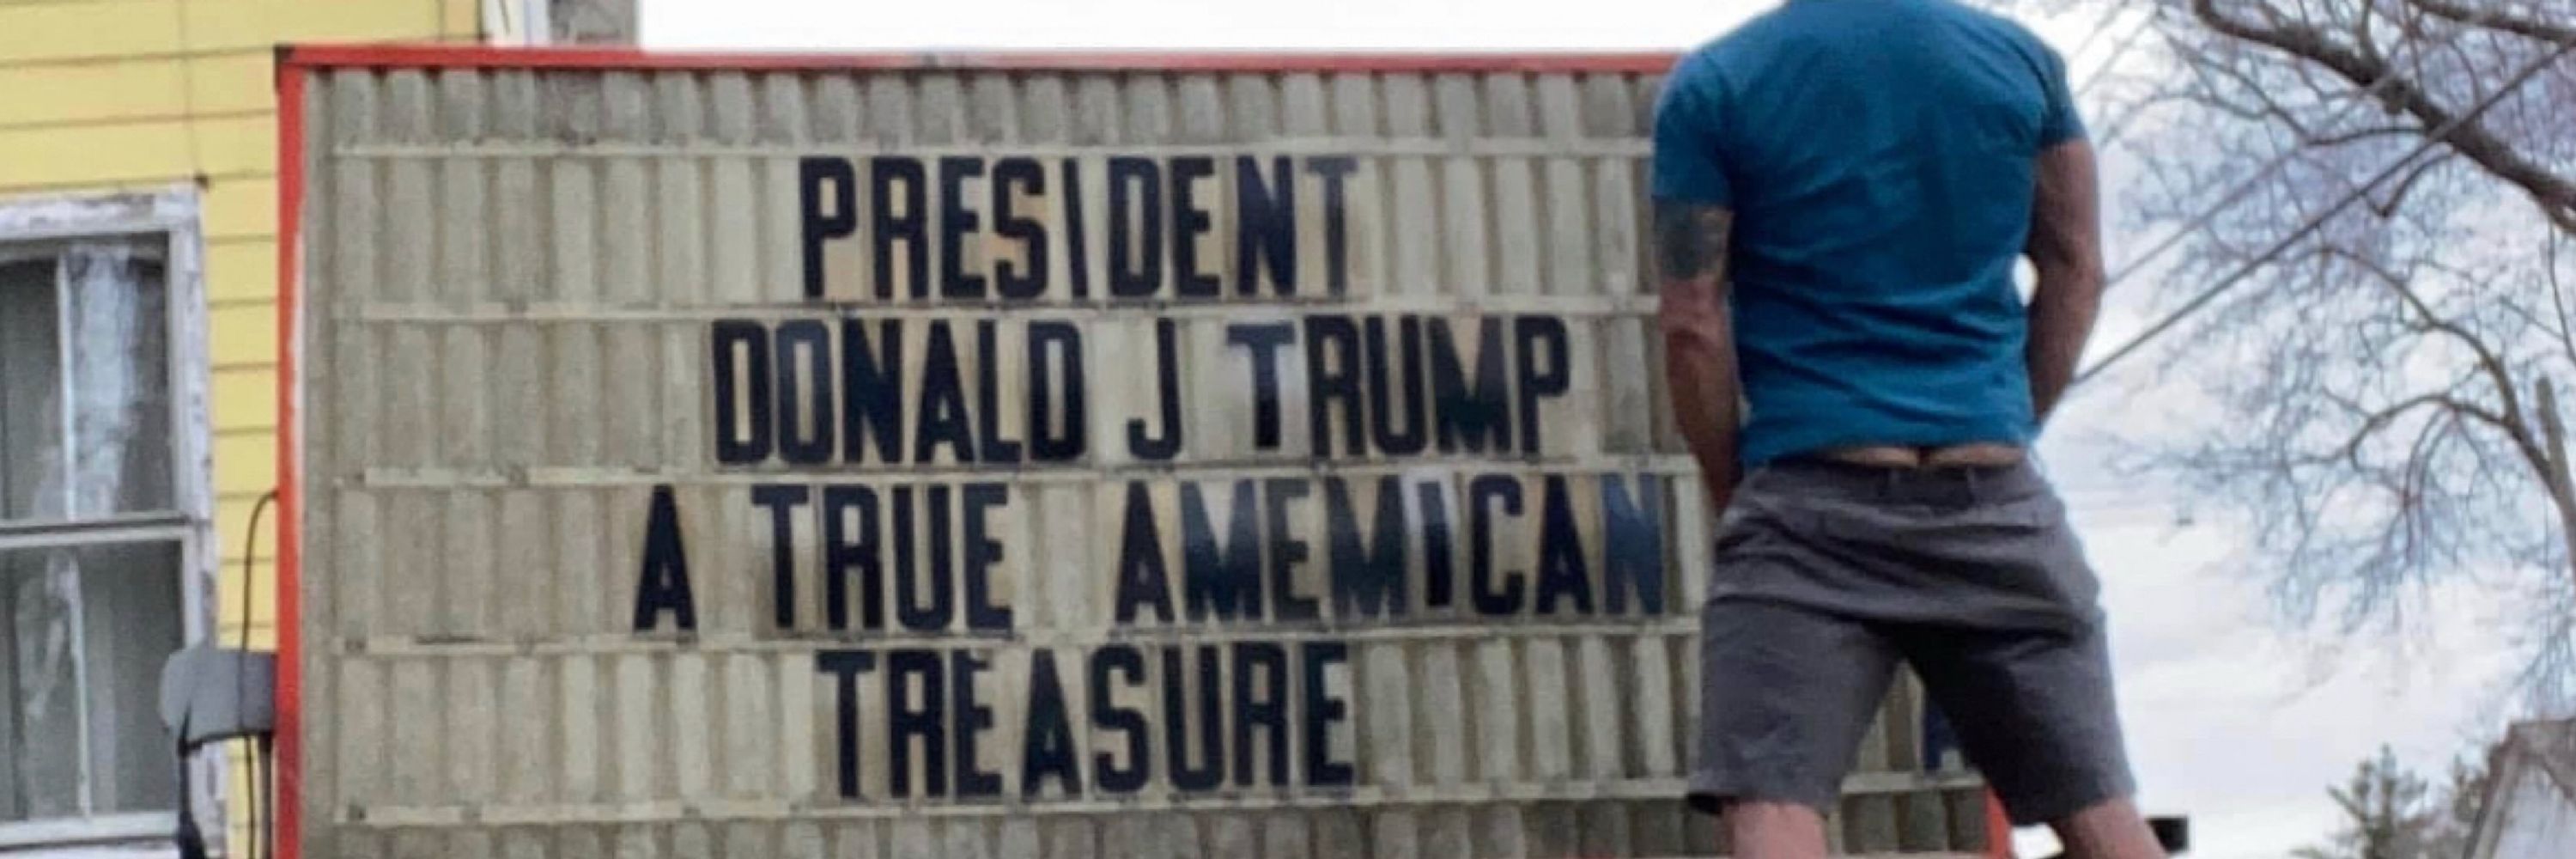 PRESIDENT
DONALD J TRUMP
A TRUE AMEMICAN
TREASURE